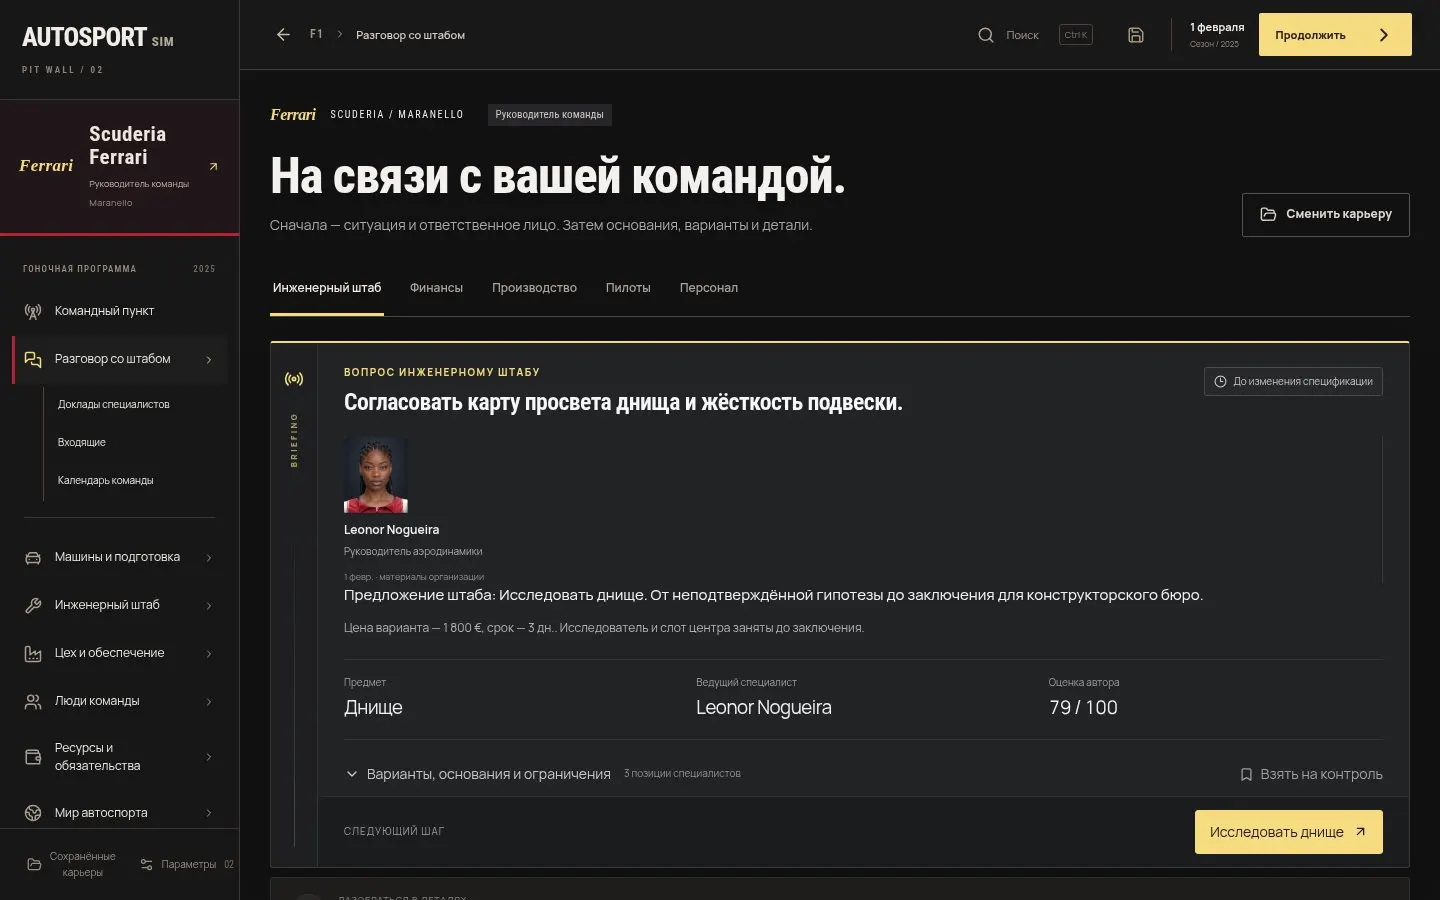 AUTOSPORT SIM
PIT WALL / 02
Ferrari
Scuderia
Ferrari
Руководитель команды
Maranello
ГОНОЧНАЯ ПРОГРАММА 2025
Командный пункт
Разговор со штабом
Доклады специалистов
Входящие
Календарь команды
Машины и подготовка
Инженерный штаб
Цех и обеспечение
Люди команды
Ресурсы и
обязательства
Мир автоспорта
Сохранённые
карьеры
Параметры 02
F1 Разговор со штабом
Поиск Ctrl K
1 февраля
Сезон / 2025
Продолжить
Ferrari SCUDERIA / MARANELLO Руководитель команды
На связи с вашей командой.
Сначала — ситуация и ответственное лицо. Затем основания, варианты и детали.
Сменить карьеру
Инженерный штаб Финансы Производство Пилоты Персонал
BRIEFING
ВОПРОС ИНЖЕНЕРНОМУ ШТАБУ
До изменения спецификации
Согласовать карту просвета днища и жёсткость подвески.
Leonor Nogueira
Руководитель аэродинамики
1 февр. · материалы организации
Предложение штаба: Исследовать днище. От неподтверждённой гипотезы до заключения для конструкторского бюро.
Цена варианта — 1 800 €, срок — 3 дн.. Исследователь и слот центра заняты до заключения.
Предмет Ведущий специалист Оценка автора
Днище Leonor Nogueira 79 / 100
Варианты, основания и ограничения 3 позиции специалистов Взять на контроль
СЛЕДУЮЩИЙ ШАГ Исследовать днище
РАЗОБРАТЬСЯ В ДЕТАЛЯХ